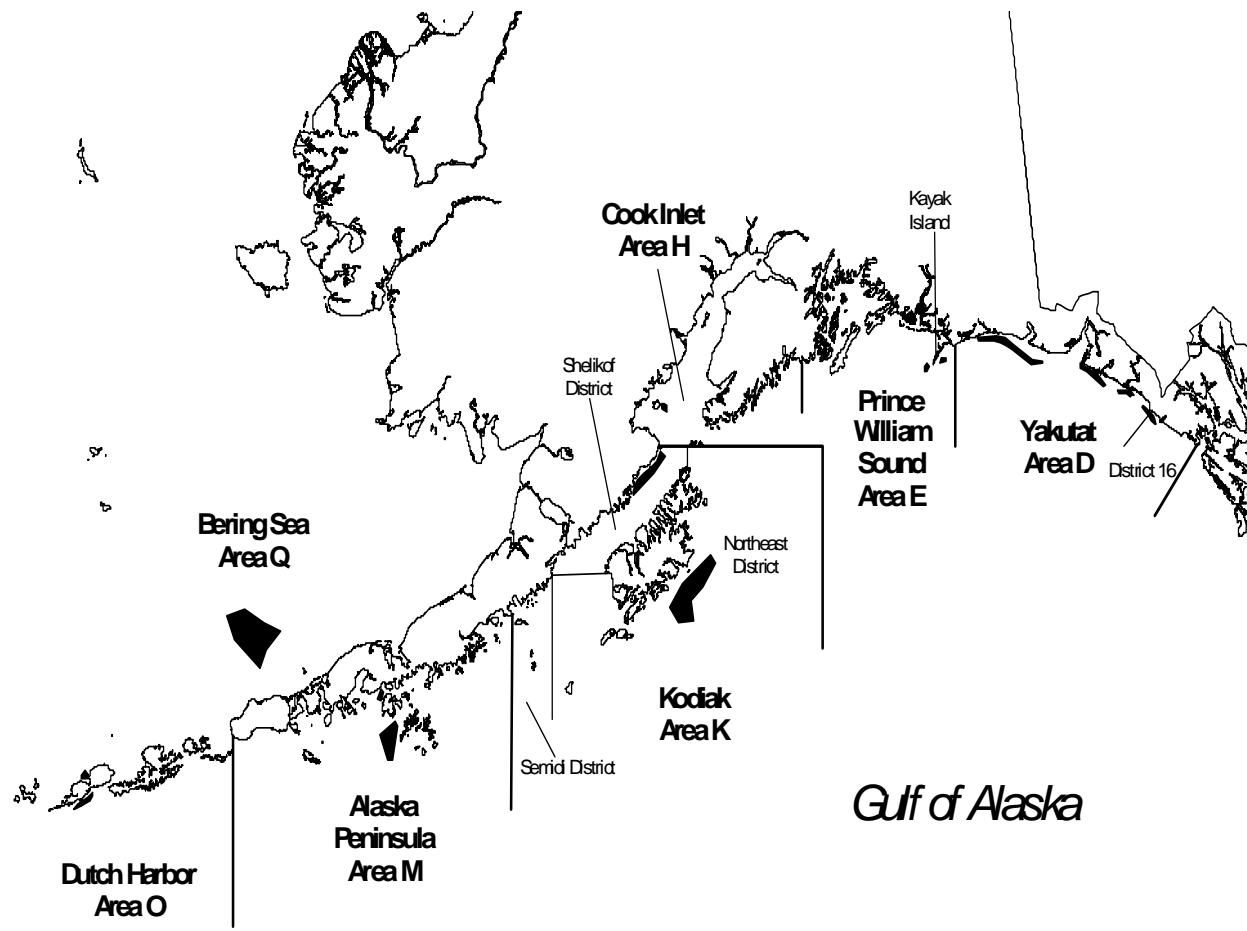 Kayak
Island
Cook Inlet
Area H
Shelikof
District
Prince
William
Sound
Area E
Yakutat
Area D
District 16
Bering Sea
Area Q
Northeast
District
Kodiak
Area K
Semidi District
Gulf of Alaska
Alaska
Peninsula
Area M
Dutch Harbor
Area O